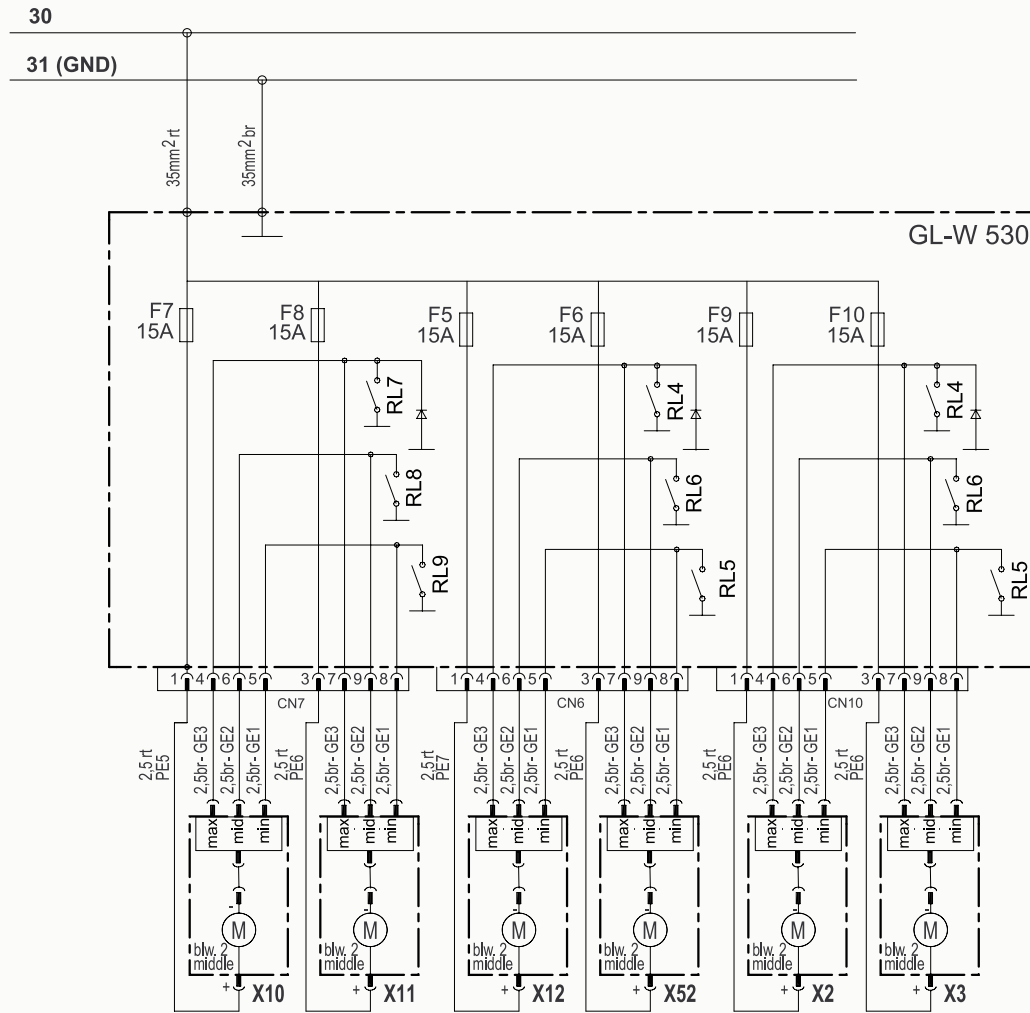 30
31 (GND)
35mm² rt
35mm² br
GL-W 530
F7
15A
F8
15A
F5
15A
F6
15A
F9
15A
F10
15A
RL7
RL4
RL4
RL8
RL6
RL6
RL9
RL5
RL5
1 4 6 5 3 7 9 8
1 4 6 5 3 7 9 8
1 4 6 5 3 7 9 8
CN7
CN6
CN10
2,5 rt
PE5
2,5br- GE3
2,5br- GE2
2,5br- GE1
2,5 rt
PE6
2,5br- GE3
2,5br- GE2
2,5br- GE1
2,5 rt
PE7
2,5br- GE3
2,5br- GE2
2,5br- GE1
2,5 rt
PE6
2,5br- GE3
2,5br- GE2
2,5br- GE1
2,5 rt
PE6
2,5br- GE3
2,5br- GE2
2,5br- GE1
2,5 rt
PE6
2,5br- GE3
2,5br- GE2
2,5br- GE1
max mid min
max mid min
max mid min
max mid min
max mid min
max mid min
-
-
-
-
-
-
M
M
M
M
M
M
blw. 2
middle
blw. 2
middle
blw. 2
middle
blw. 2
middle
blw. 2
middle
blw. 2
middle
+ X10
+ X11
+ X12
+ X52
+ X2
+ X3